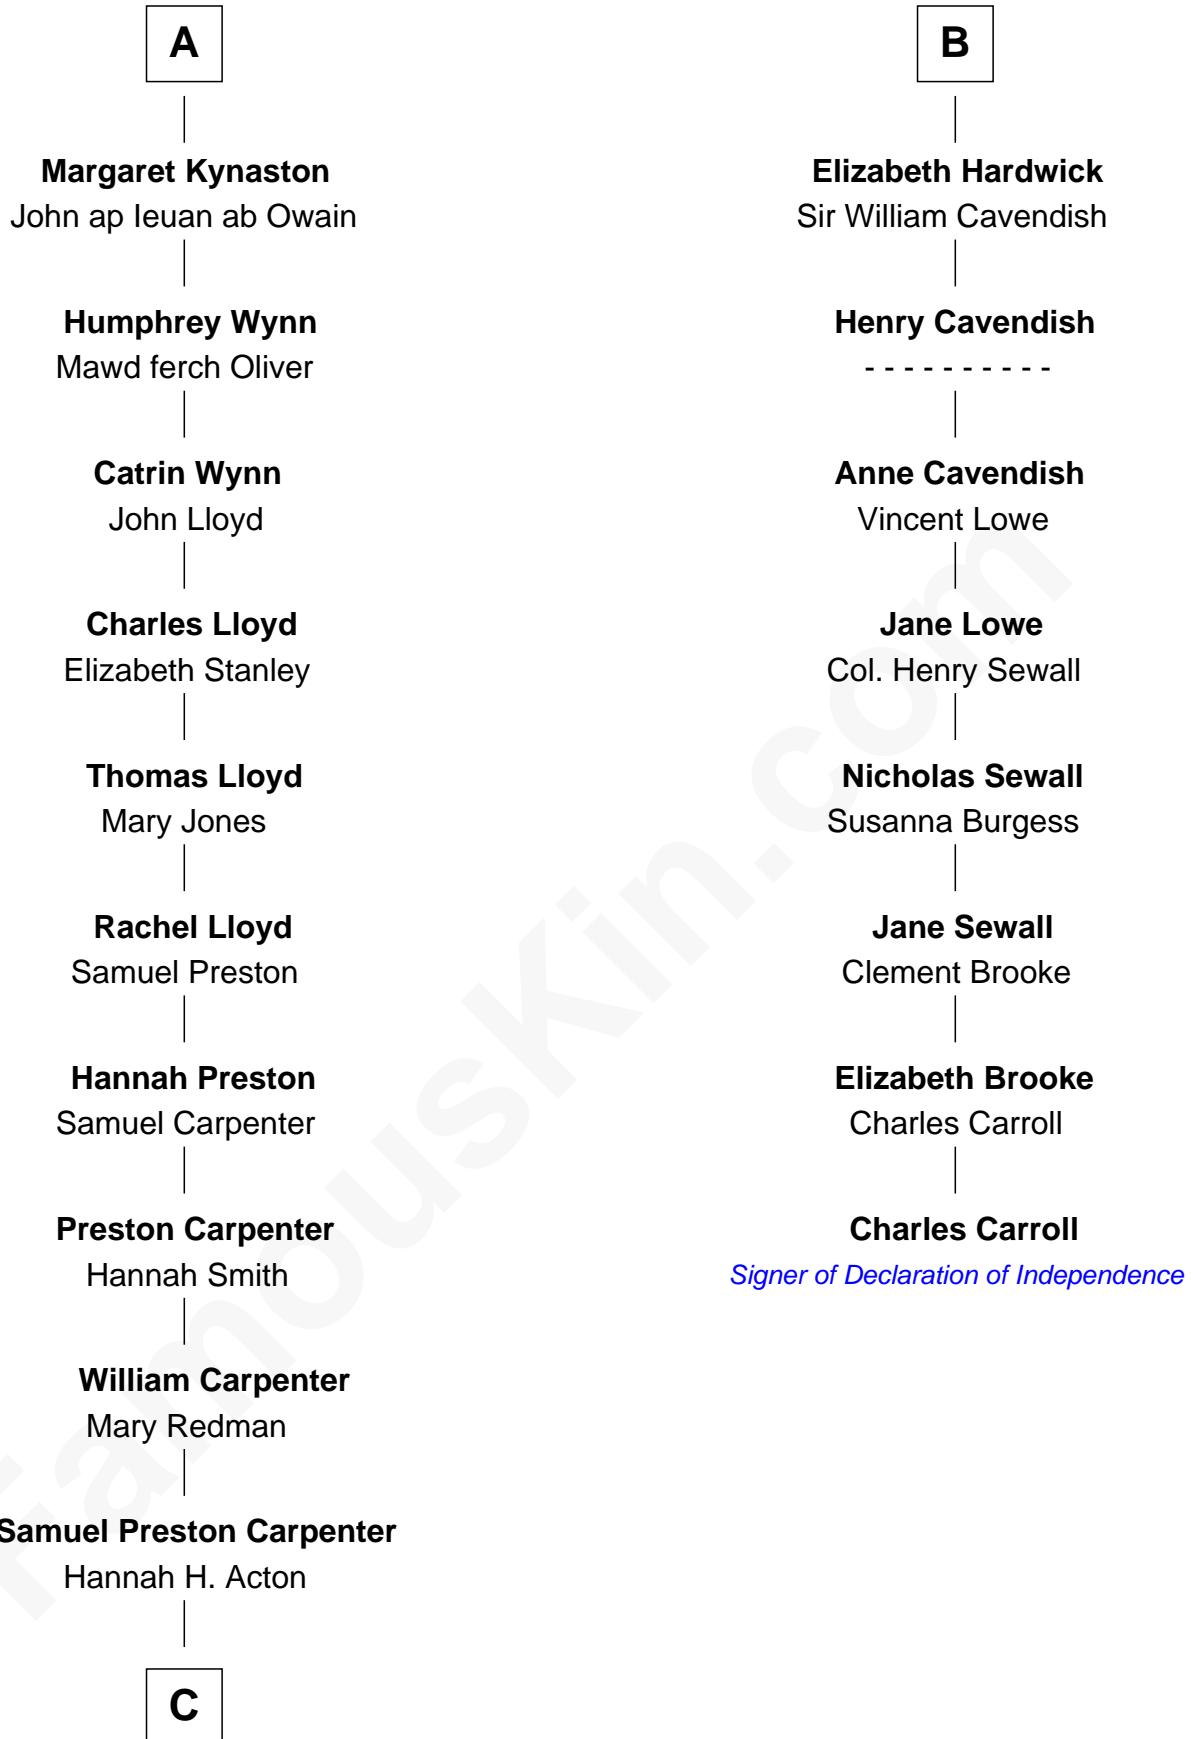 A
Margaret Kynaston
John ap Ieuan ab Owain
Humphrey Wynn
Mawd ferch Oliver
Catrin Wynn
John Lloyd
Charles Lloyd
Elizabeth Stanley
Thomas Lloyd
Mary Jones
Rachel Lloyd
Samuel Preston
Hannah Preston
Samuel Carpenter
Preston Carpenter
Hannah Smith
William Carpenter
Mary Redman
Samuel Preston Carpenter
Hannah H. Acton
C
B
Elizabeth Hardwick
Sir William Cavendish
Henry Cavendish
- - - - - - - - - -
Anne Cavendish
Vincent Lowe
Jane Lowe
Col. Henry Sewall
Nicholas Sewall
Susanna Burgess
Jane Sewall
Clement Brooke
Elizabeth Brooke
Charles Carroll
Charles Carroll
Signer of Declaration of Independence
FamousKin.com